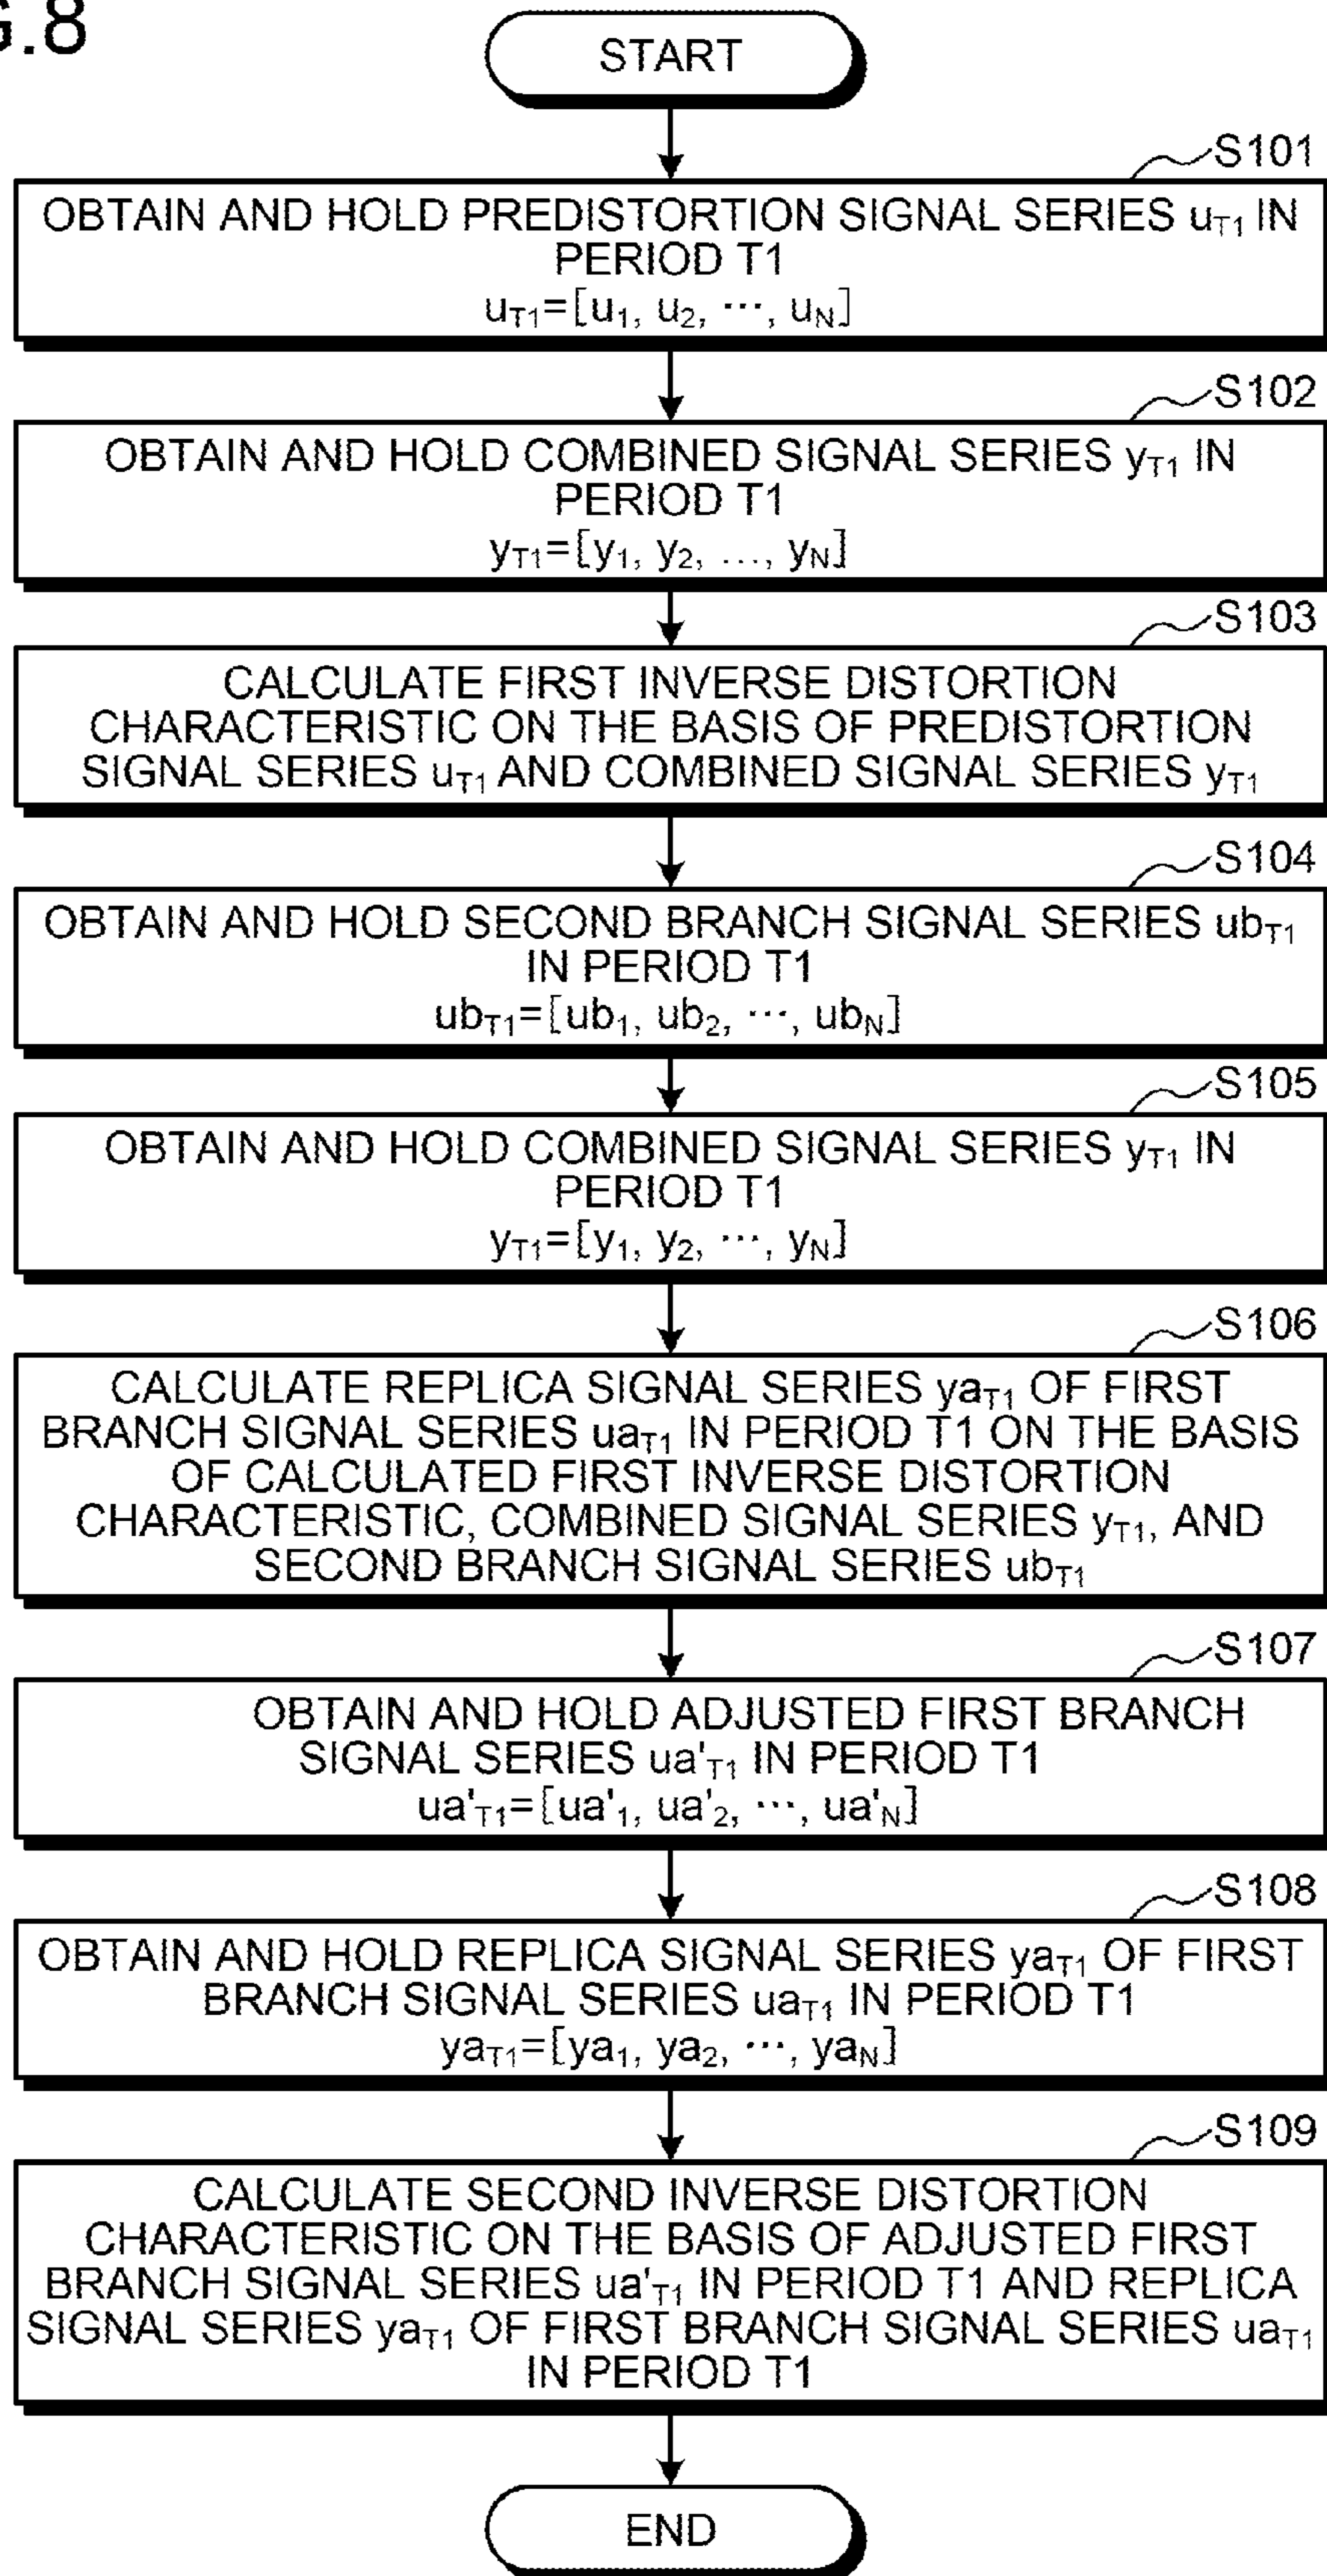 G.8
START
S101
OBTAIN AND HOLD PREDISTORTION SIGNAL SERIES uT1 IN
PERIOD T1
uT1=[u1, u2, ⋯, uN]
S102
OBTAIN AND HOLD COMBINED SIGNAL SERIES yT1 IN
PERIOD T1
yT1=[y1, y2, ..., yN]
S103
CALCULATE FIRST INVERSE DISTORTION
CHARACTERISTIC ON THE BASIS OF PREDISTORTION
SIGNAL SERIES uT1 AND COMBINED SIGNAL SERIES yT1
S104
OBTAIN AND HOLD SECOND BRANCH SIGNAL SERIES ubT1
IN PERIOD T1
ubT1=[ub1, ub2, ⋯, ubN]
S105
OBTAIN AND HOLD COMBINED SIGNAL SERIES yT1 IN
PERIOD T1
yT1=[y1, y2, ⋯, yN]
S106
CALCULATE REPLICA SIGNAL SERIES yaT1 OF FIRST
BRANCH SIGNAL SERIES uaT1 IN PERIOD T1 ON THE BASIS
OF CALCULATED FIRST INVERSE DISTORTION
CHARACTERISTIC, COMBINED SIGNAL SERIES yT1, AND
SECOND BRANCH SIGNAL SERIES ubT1
S107
OBTAIN AND HOLD ADJUSTED FIRST BRANCH
SIGNAL SERIES ua'T1 IN PERIOD T1
ua'T1=[ua'1, ua'2, ⋯, ua'N]
S108
OBTAIN AND HOLD REPLICA SIGNAL SERIES yaT1 OF FIRST
BRANCH SIGNAL SERIES uaT1 IN PERIOD T1
yaT1=[ya1, ya2, ⋯, yaN]
S109
CALCULATE SECOND INVERSE DISTORTION
CHARACTERISTIC ON THE BASIS OF ADJUSTED FIRST
BRANCH SIGNAL SERIES ua'T1 IN PERIOD T1 AND REPLICA
SIGNAL SERIES yaT1 OF FIRST BRANCH SIGNAL SERIES uaT1
IN PERIOD T1
END